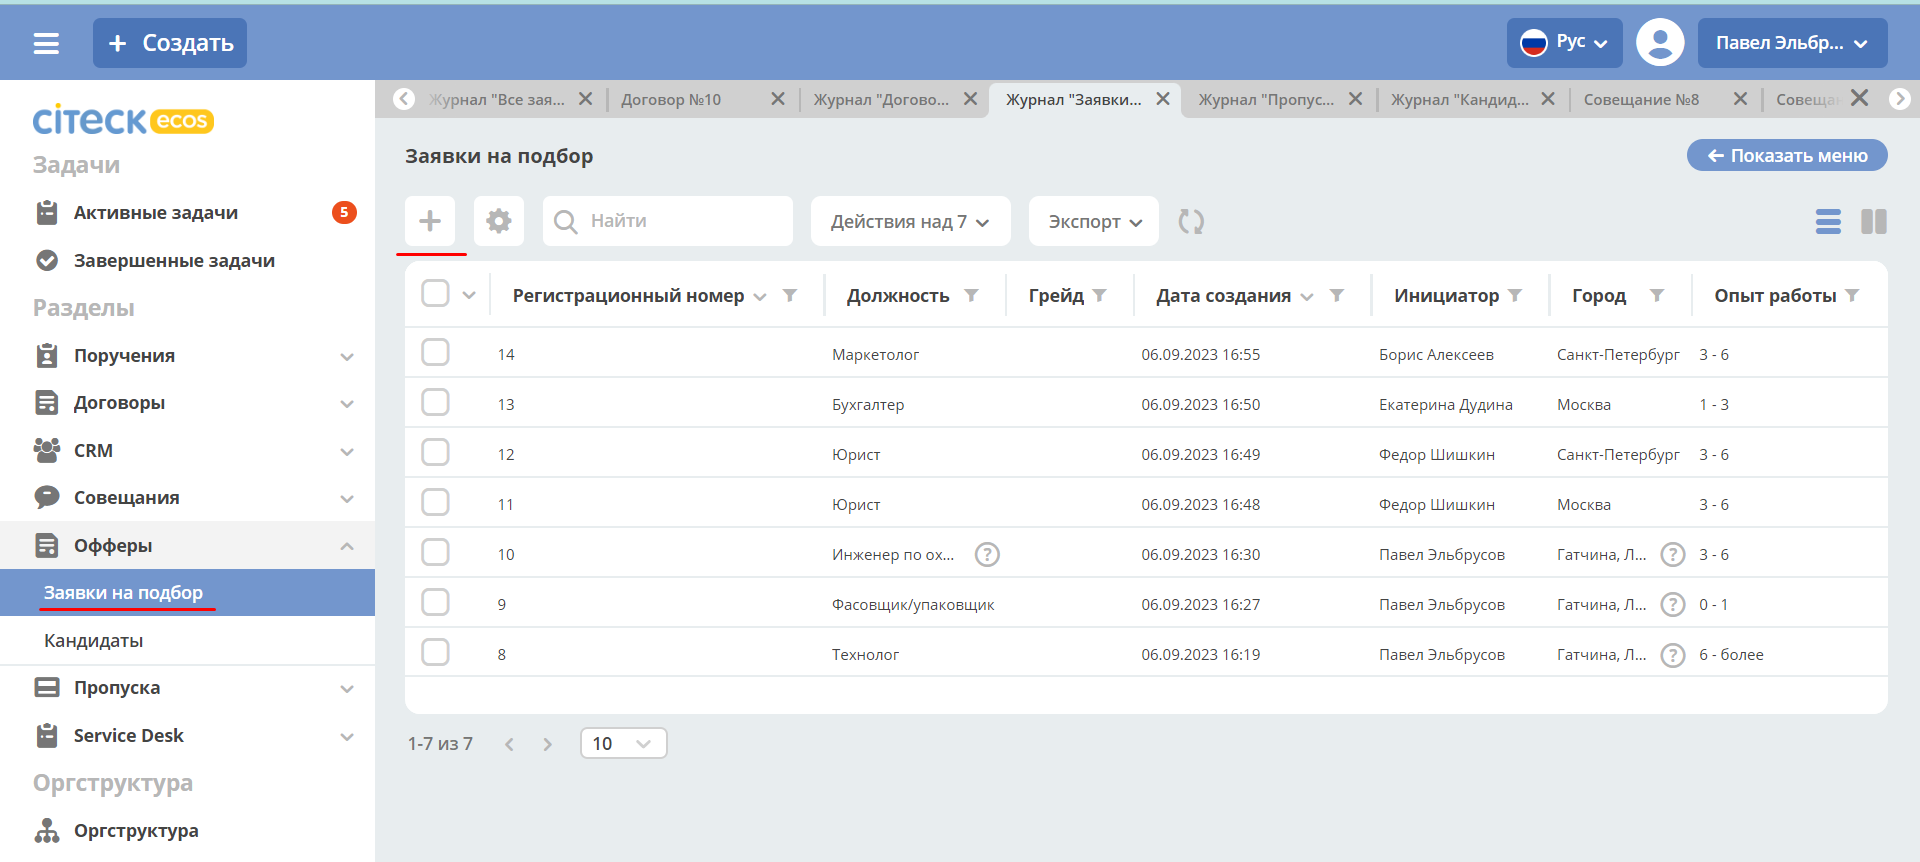 Создать
Рус
Павел Эльбр...
citeck ecos
Журнал "Все зая...
Договор №10
Журнал "Догово...
Журнал "Заявки...
Журнал "Пропус...
Журнал "Кандид...
Совещание №8
Совеща
Задачи
Активные задачи 5
Завершенные задачи
Разделы
Поручения
Договоры
CRM
Совещания
Офферы
Заявки на подбор
Кандидаты
Пропуска
Service Desk
Оргструктура
Оргструктура
Заявки на подбор
Показать меню
Найти
Действия над 7
Экспорт
Регистрационный номер Должность Грейд Дата создания Инициатор Город Опыт работы
14 Маркетолог 06.09.2023 16:55 Борис Алексеев Санкт-Петербург 3 - 6
13 Бухгалтер 06.09.2023 16:50 Екатерина Дудина Москва 1 - 3
12 Юрист 06.09.2023 16:49 Федор Шишкин Санкт-Петербург 3 - 6
11 Юрист 06.09.2023 16:48 Федор Шишкин Москва 3 - 6
10 Инженер по ох... ? 06.09.2023 16:30 Павел Эльбрусов Гатчина, Л... ? 3 - 6
9 Фасовщик/упаковщик 06.09.2023 16:27 Павел Эльбрусов Гатчина, Л... ? 0 - 1
8 Технолог 06.09.2023 16:19 Павел Эльбрусов Гатчина, Л... ? 6 - более
1-7 из 7
10